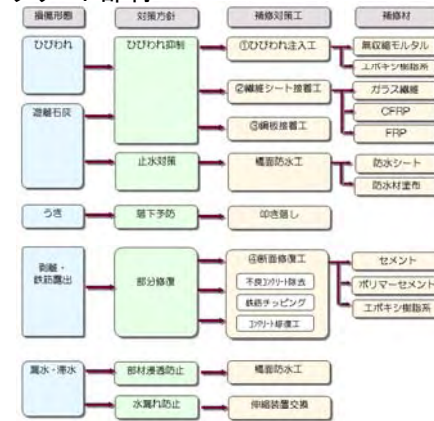 損傷形態
対策方針
補修対策工
補修材
ひびわれ
ひびわれ抑制
①ひびわれ注入工
無収縮モルタル
エポキシ樹脂系
②繊維シート接着工
ガラス繊維
CFRP
FRP
遊離石灰
③鋼板接着工
止水対策
橋面防水工
防水シート
防水材塗布
うき
落下予防
叩き落し
剥離・
鉄筋露出
部分修復
④断面修復工
不良コンクリート除去
鉄筋チッピング
コンクリート修復工
セメント
ポリマーセメント
エポキシ樹脂系
漏水・滞水
部材浸透防止
橋面防水工
水漏れ防止
伸縮装置交換